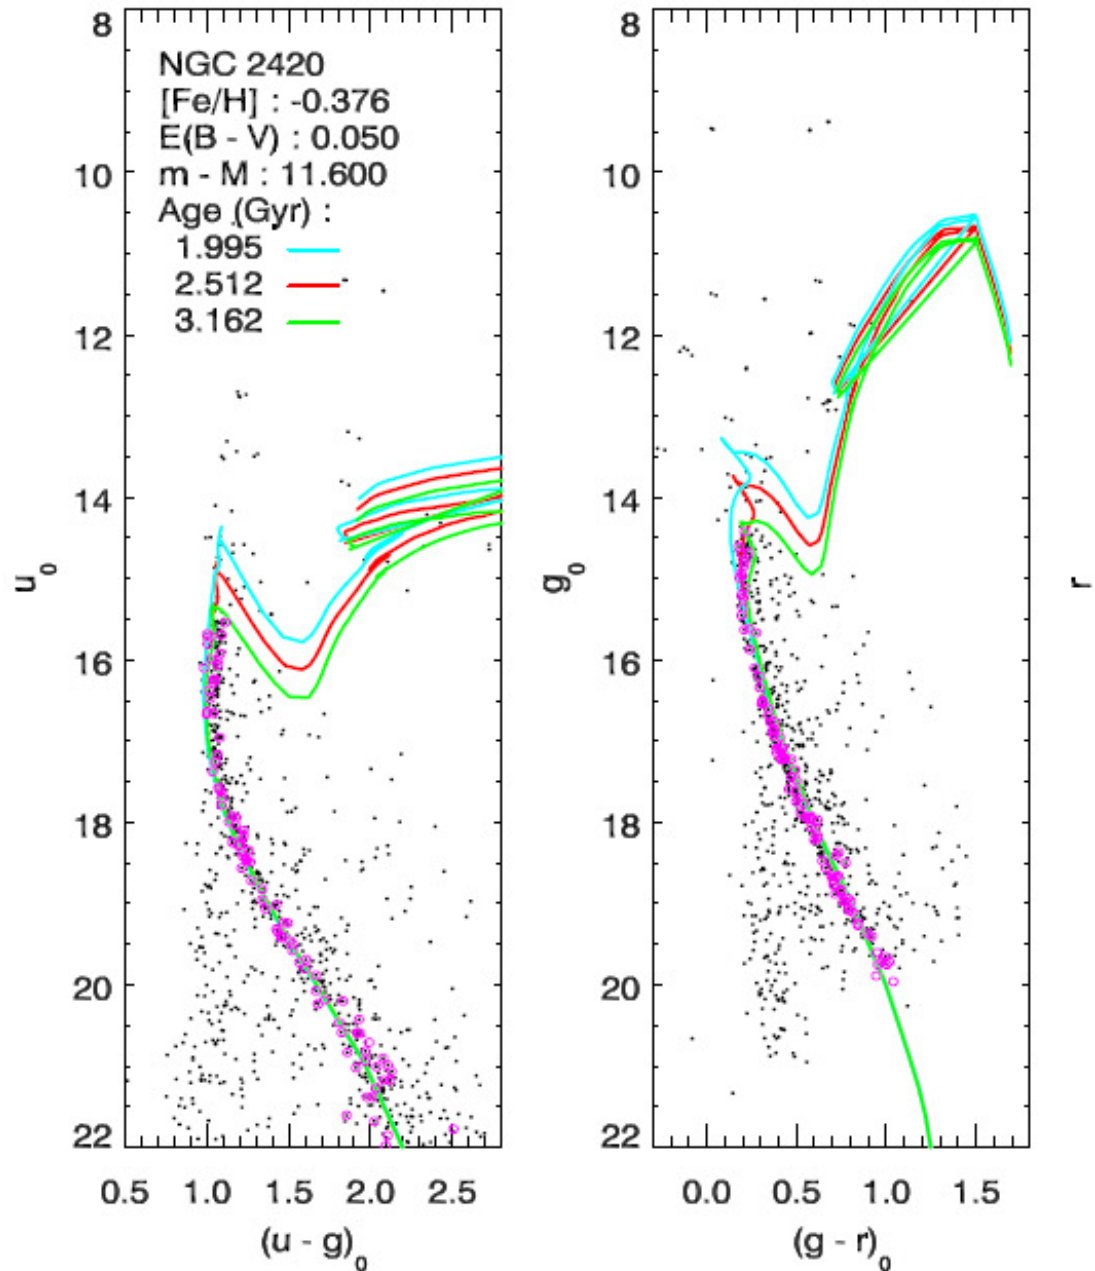 NGC 2420
[Fe/H] : -0.376
E(B - V) : 0.050
m - M : 11.600
Age (Gyr) :
1.995
2.512
3.162
8
10
12
14
16
18
20
22
u0
0.5 1.0 1.5 2.0 2.5
(u - g)0
8
10
12
14
16
18
20
22
g0
0.0 0.5 1.0 1.5
(g - r)0
r